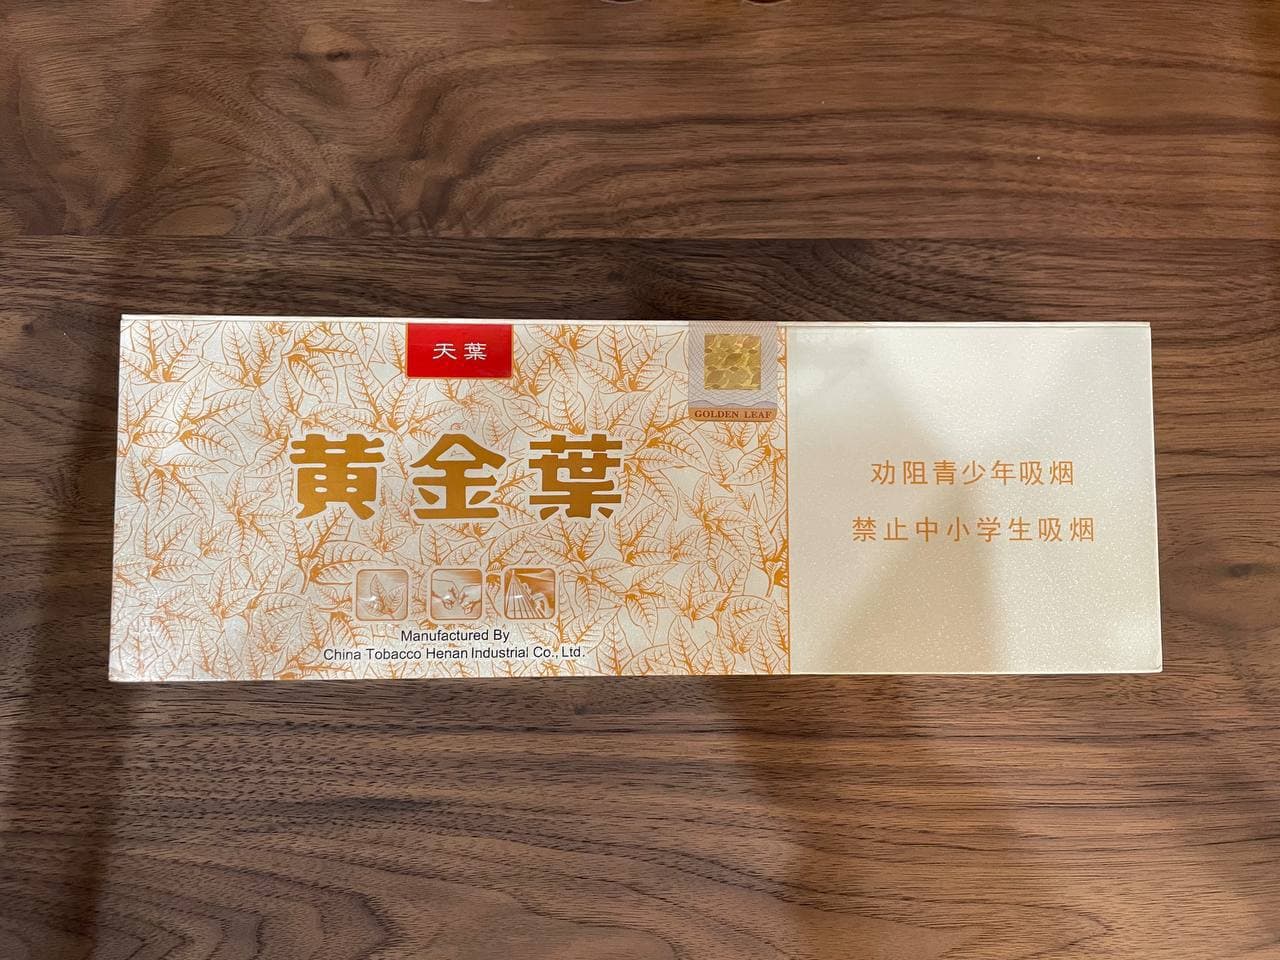 天葉
GOLDEN LEAF
黄金葉
Manufactured By
China Tobacco Henan Industrial Co., Ltd.
劝阻青少年吸烟
禁止中小学生吸烟